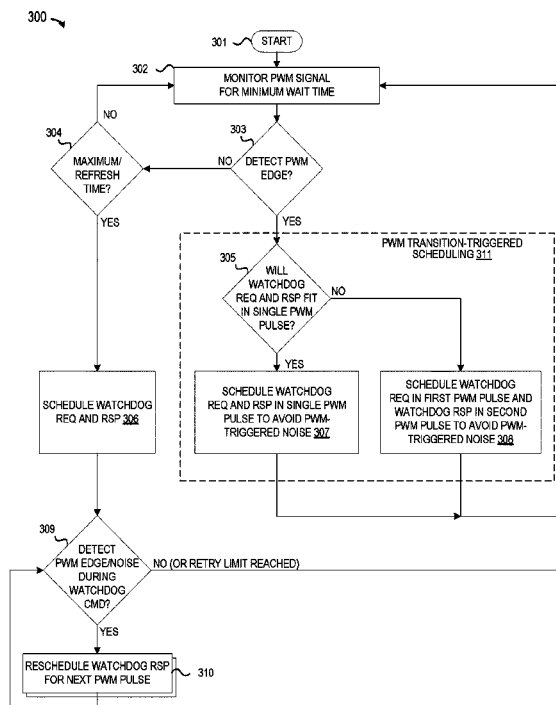 300
301
START
302
MONITOR PWM SIGNAL
FOR MINIMUM WAIT TIME
NO
304
MAXIMUM/
REFRESH
TIME?
YES
303
NO
DETECT PWM
EDGE?
YES
PWM TRANSITION-TRIGGERED
SCHEDULING 311
305
WILL
WATCHDOG
REQ AND RSP FIT
IN SINGLE PWM
PULSE?
NO
YES
SCHEDULE WATCHDOG
REQ AND RSP 306
SCHEDULE WATCHDOG
REQ AND RSP IN SINGLE PWM
PULSE TO AVOID PWM-
TRIGGERED NOISE 307
SCHEDULE WATCHDOG
REQ IN FIRST PWM PULSE AND
WATCHDOG RSP IN SECOND
PWM PULSE TO AVOID PWM-
TRIGGERED NOISE 308
309
DETECT
PWM EDGE/NOISE
DURING
WATCHDOG
CMD?
NO (OR RETRY LIMIT REACHED)
YES
RESCHEDULE WATCHDOG RSP
FOR NEXT PWM PULSE
310